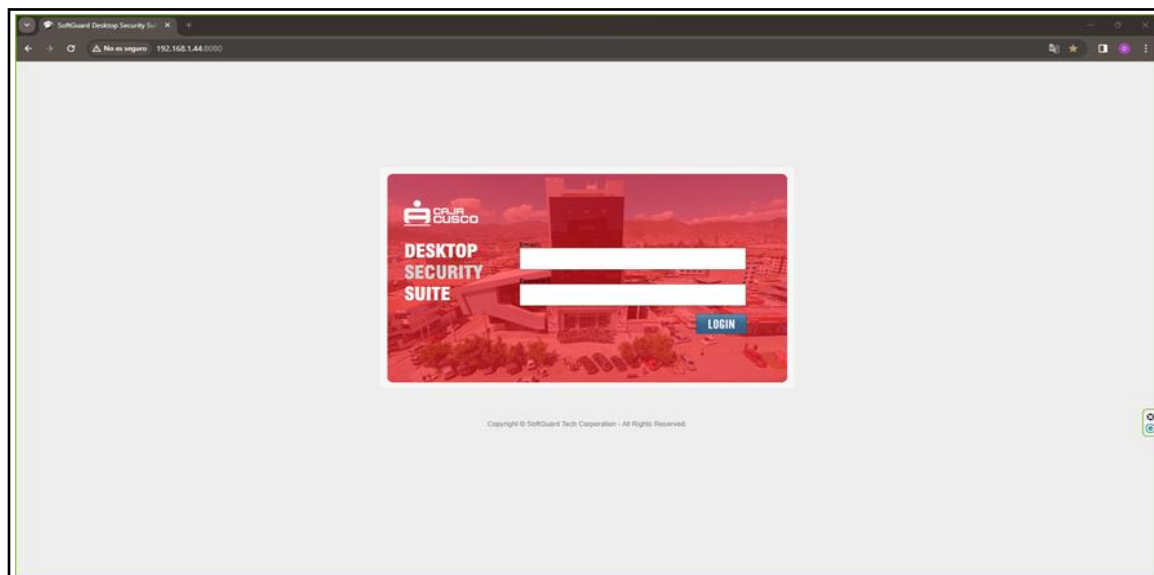 SoftGuard Desktop Security Su
No es seguro 192.168.1.44:8080
CAJA
CUSCO
DESKTOP
SECURITY
SUITE
Email:
LOGIN
Copyright © SoftGuard Tech Corporation - All Rights Reserved.